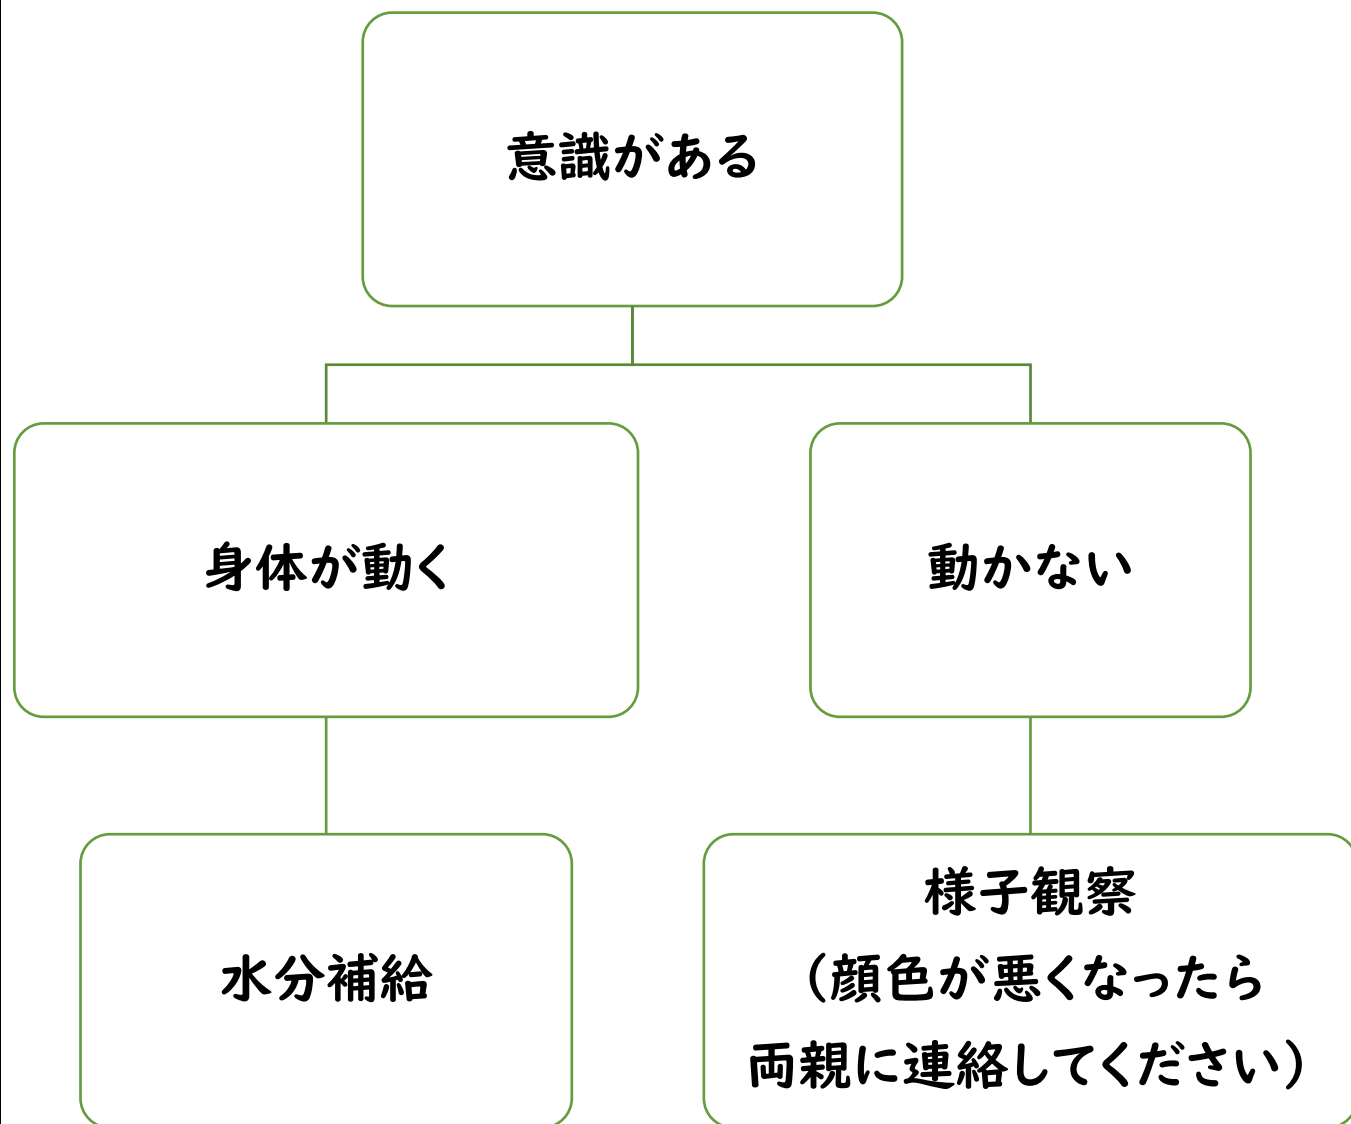 意識がある
身体が動く
動かない
水分補給
様子観察
（顔色が悪くなったら
両親に連絡してください）